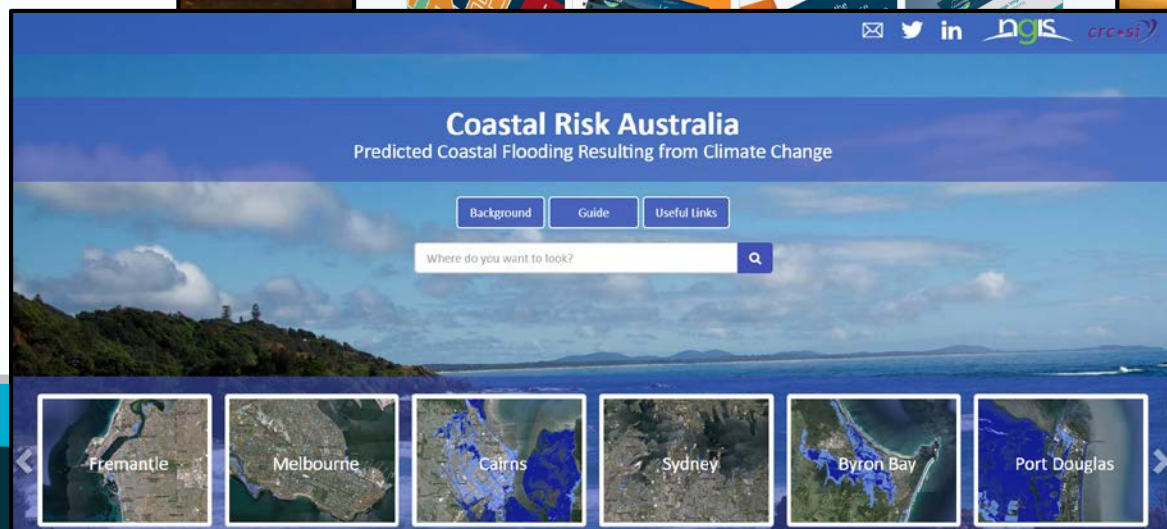 in ngis crc•si
Coastal Risk Australia
Predicted Coastal Flooding Resulting from Climate Change
Background Guide Useful Links
Where do you want to look?
Fremantle Melbourne Cairns Sydney Byron Bay Port Douglas